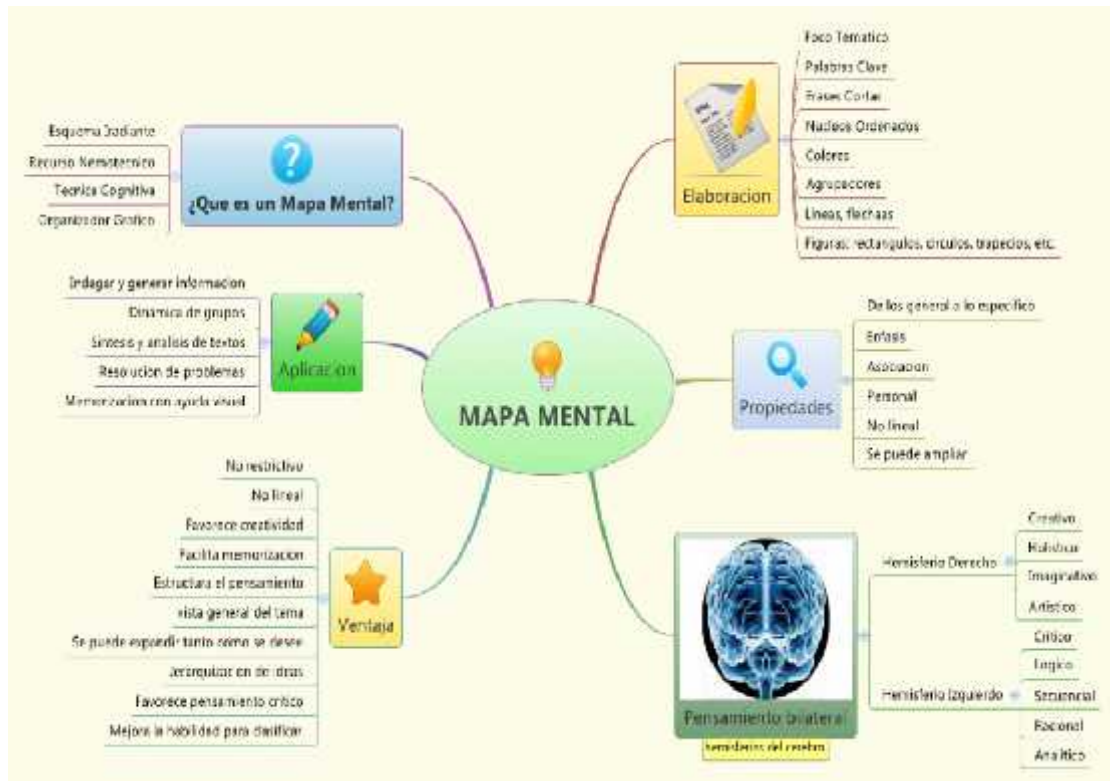 MAPA MENTAL
¿Que es un Mapa Mental?
Esquema Iradiante
Recurso Nemotecnico
Tecnica Cognitiva
Organizador Grafico
Aplicacion
Indagar y generar informacion
Dinamica de grupos
Sintesis y analisis de textos
Resolucion de problemas
Memorizacion con ayuda visual
Ventaja
No restrictivo
No lineal
Favorece creatividad
Facilita memorizacion
Estructura el pensamiento
vista general del tema
Se puede expandir tanto como se desee
Jerarquizacion de ideas
Favorece pensamiento critico
Mejora la habilidad para clarificar
Elaboracion
Foco Tematico
Palabras Clave
Frases Cortas
Nucleos Ordenados
Colores
Agrupadores
Lineas, flechaas
Figuras: rectangulos, circulos, trapecios, etc.
Propiedades
De los general a lo especifico
Enfasis
Asociacion
Personal
No lineal
Se puede ampliar
Pensamiento bilateral
hemisferios del cerebro
Hemisferio Derecho
Creativo
Holistico
Imaginativo
Artistico
Hemisferio Izquierdo
Critico
Logico
Secuencial
Racional
Analitico